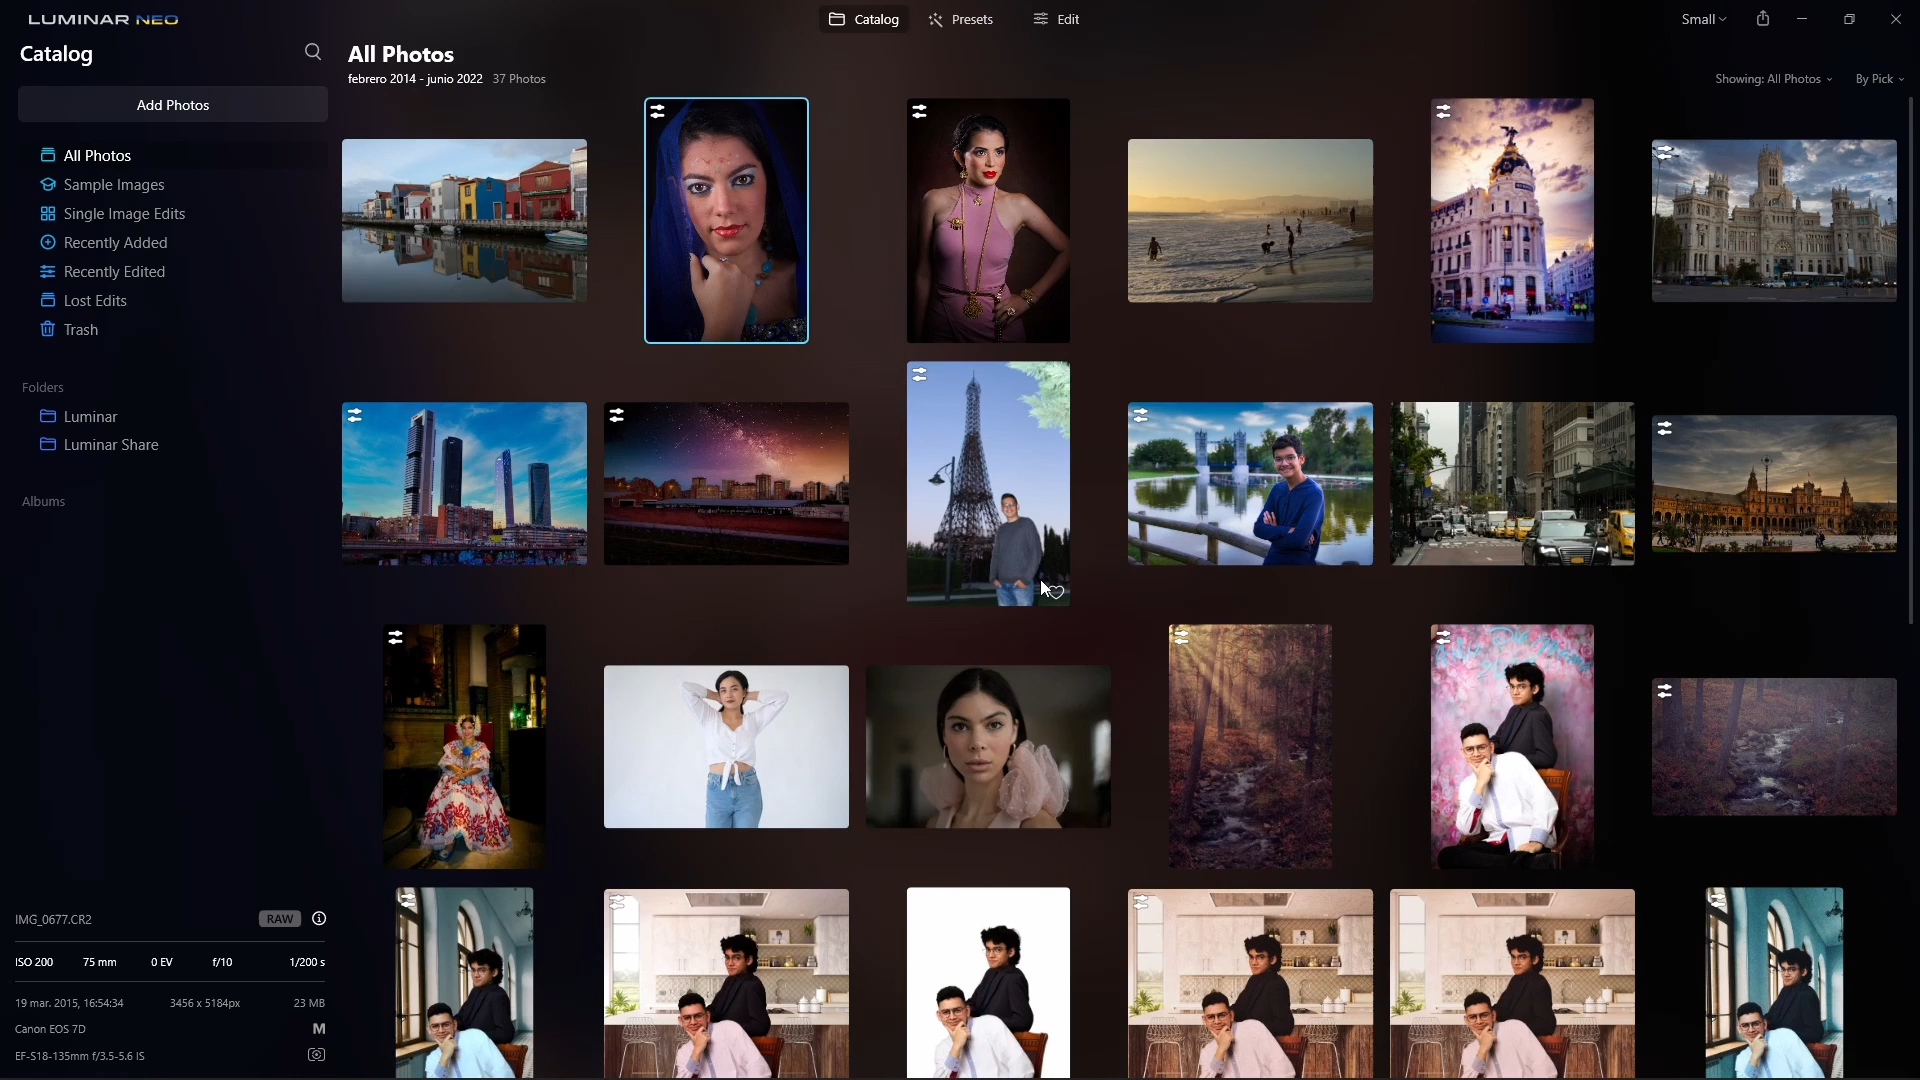 LUMINAR NEO
Catalog
Presets
Edit
Small
Catalog
All Photos
febrero 2014 - junio 2022 37 Photos
Showing: All Photos
By Pick
Add Photos
All Photos
Sample Images
Single Image Edits
Recently Added
Recently Edited
Lost Edits
Trash
Folders
Luminar
Luminar Share
Albums
IMG_0677.CR2
RAW
ISO 200 75 mm 0 EV f/10 1/200 s
19 mar. 2015, 16:54:34 3456 x 5184px 23 MB
Canon EOS 7D M
EF-S18-135mm f/3.5-5.6 IS